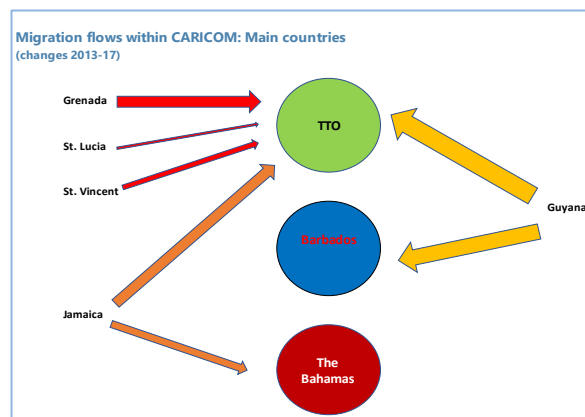 Migration flows within CARICOM: Main countries
(changes 2013-17)
Grenada
St. Lucia
St. Vincent
Jamaica
TTO
Barbados
The
Bahamas
Guyana